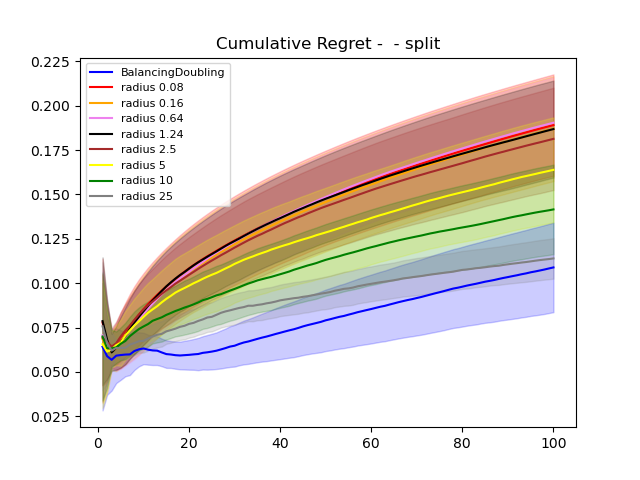 Cumulative Regret -  - split
0.225
0.200
0.175
0.150
0.125
0.100
0.075
0.050
0.025
BalancingDoubling
radius 0.08
radius 0.16
radius 0.64
radius 1.24
radius 2.5
radius 5
radius 10
radius 25
0 20 40 60 80 100